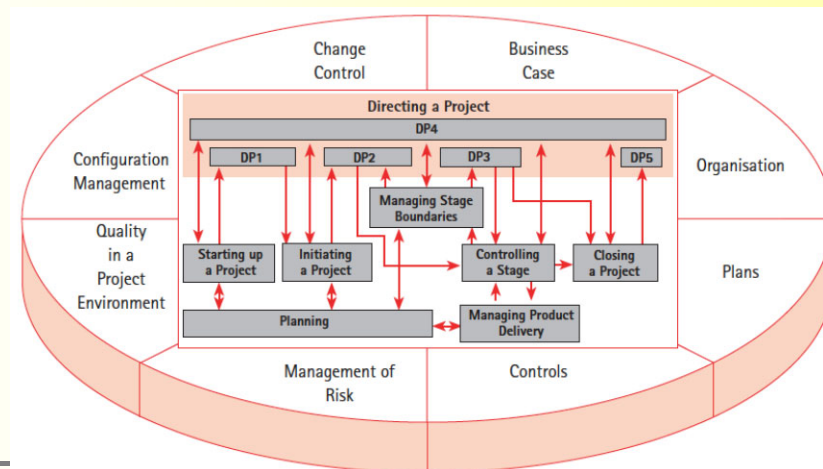 Change
Control
Business
Case
Directing a Project
DP4
DP1
DP2
DP3
DP5
Configuration
Management
Organisation
Managing Stage
Boundaries
Quality
in a
Project
Environment
Starting up
a Project
Initiating
a Project
Controlling
a Stage
Closing
a Project
Plans
Planning
Managing Product
Delivery
Management of
Risk
Controls